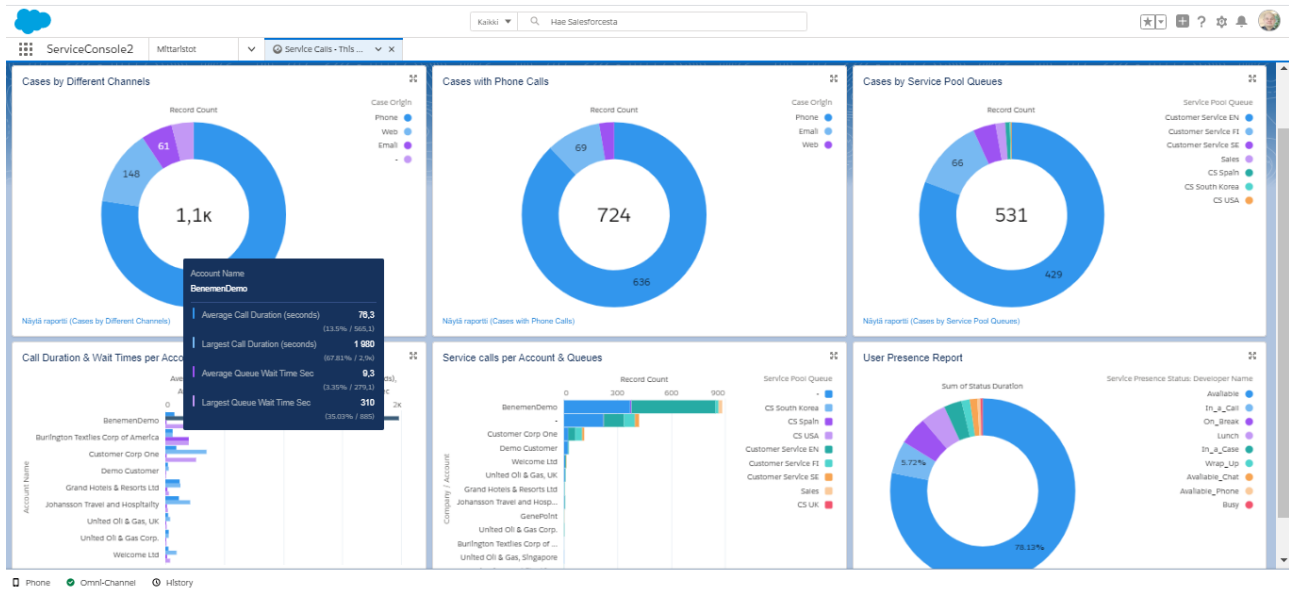 Kaikki
Hae Salesforcesta
ServiceConsole2
Mittaristot
Service Calls - This ...
Cases by Different Channels
Record Count
Case Origin
Phone
Web
Email
-
61
148
1,1K
Näytä raportti (Cases by Different Channels)
Cases with Phone Calls
Record Count
Case Origin
Phone
Email
Web
69
724
636
Näytä raportti (Cases with Phone Calls)
Cases by Service Pool Queues
Record Count
Service Pool Queue
Customer Service EN
Customer Service FI
Customer Service SE
Sales
CS Spain
CS South Korea
CS USA
66
531
429
Näytä raportti (Cases by Service Pool Queues)
Account Name
BenemenDemo
Average Call Duration (seconds) 76,3
(13.5% / 565,1)
Largest Call Duration (seconds) 1 980
(67.81% / 2,9k)
Average Queue Wait Time Sec 9,3
(3.35% / 279,1)
Largest Queue Wait Time Sec 310
(35.03% / 885)
Call Duration & Wait Times per Acco
Ave
ds),
A
c
0
2K
Account Name
BenemenDemo
Burlington Textiles Corp of America
Customer Corp One
Demo Customer
Grand Hotels & Resorts Ltd
Johansson Travel and Hospitality
United Oil & Gas, UK
United Oil & Gas Corp.
Welcome Ltd
Service calls per Account & Queues
Record Count
0 300 600 900
Company / Account
BenemenDemo
-
Customer Corp One
Demo Customer
Welcome Ltd
United Oil & Gas, UK
Grand Hotels & Resorts Ltd
Johansson Travel and Hosp...
GenePoint
United Oil & Gas Corp.
Burlington Textiles Corp of ...
United Oil & Gas, Singapore
Service Pool Queue
-
CS South Korea
CS Spain
CS USA
Customer Service EN
Customer Service FI
Customer Service SE
Sales
CS UK
User Presence Report
Sum of Status Duration
Service Presence Status: Developer Name
Available
In_a_Call
On_Break
Lunch
In_a_Case
Wrap_Up
Available_Chat
Available_Phone
Busy
5.72%
78.13%
Phone
Omni-Channel
History